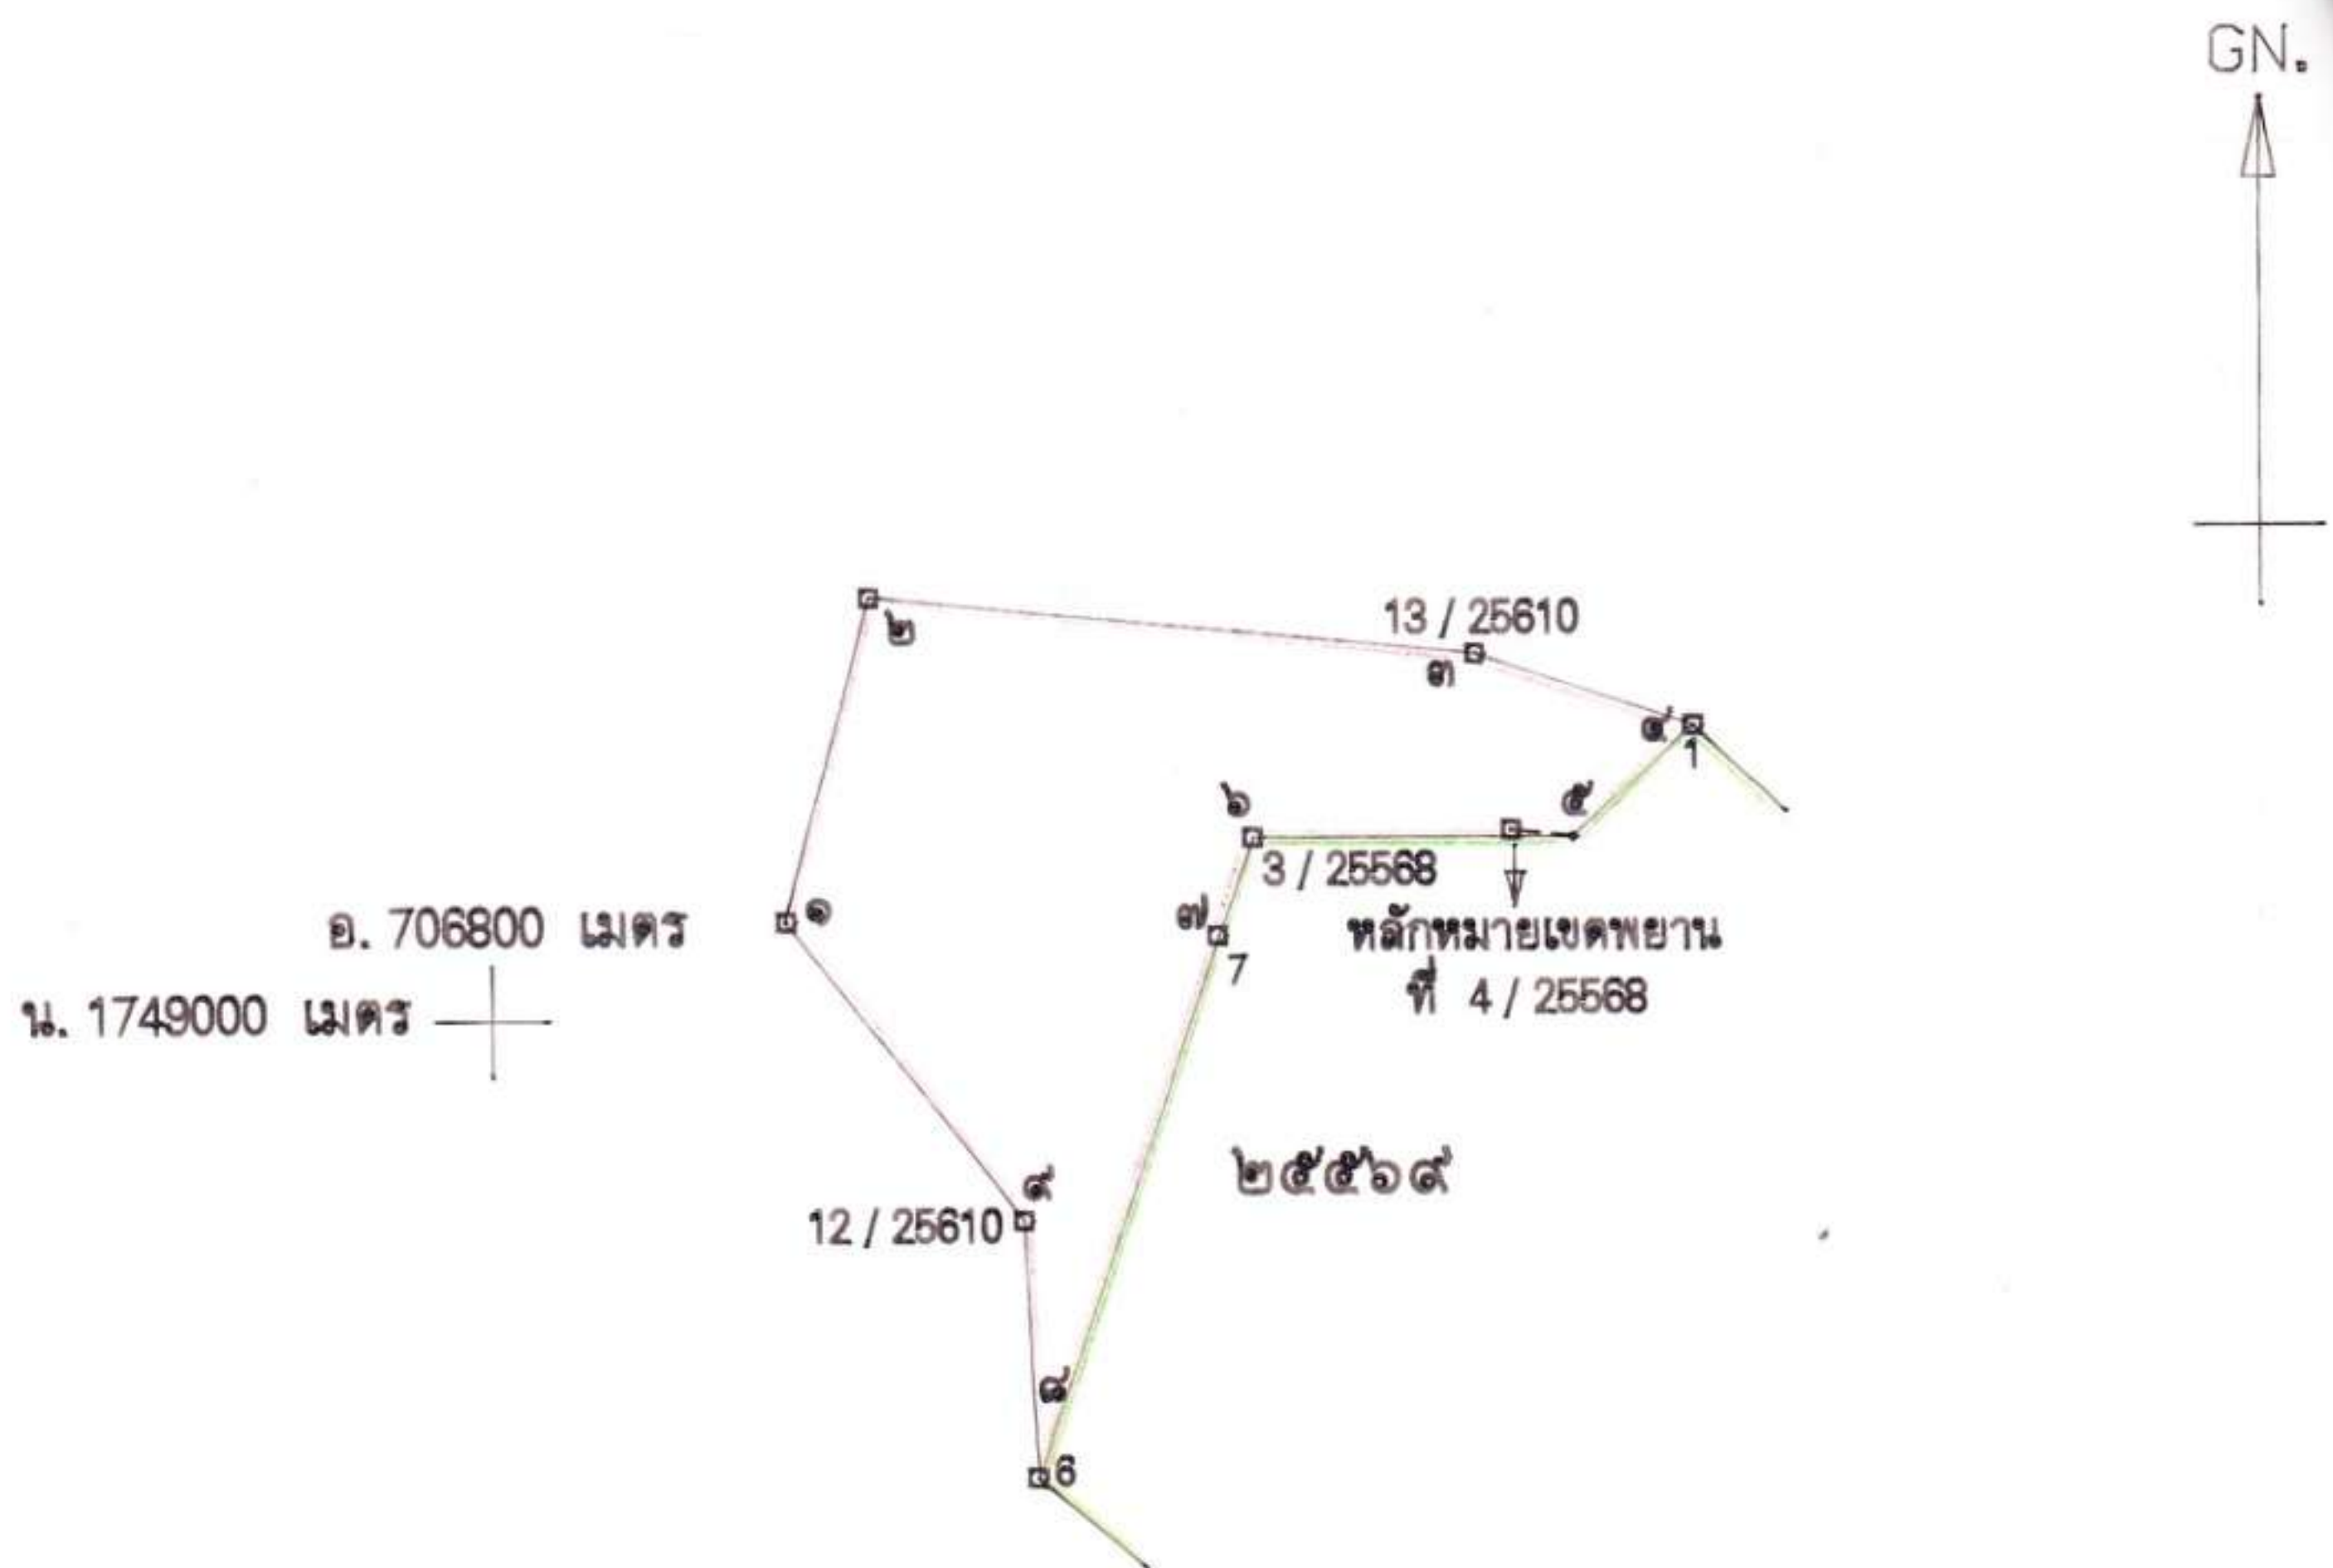 GN.
๒
13 / 25610
๓
๔
1
๖
๕
3 / 25568
๑
อ. 706800 เมตร
๗
7
หลักหมายเขตพยาน
ที่ 4 / 25568
น. 1749000 เมตร
๒๕๕๖๙
๙
12 / 25610
๘
6